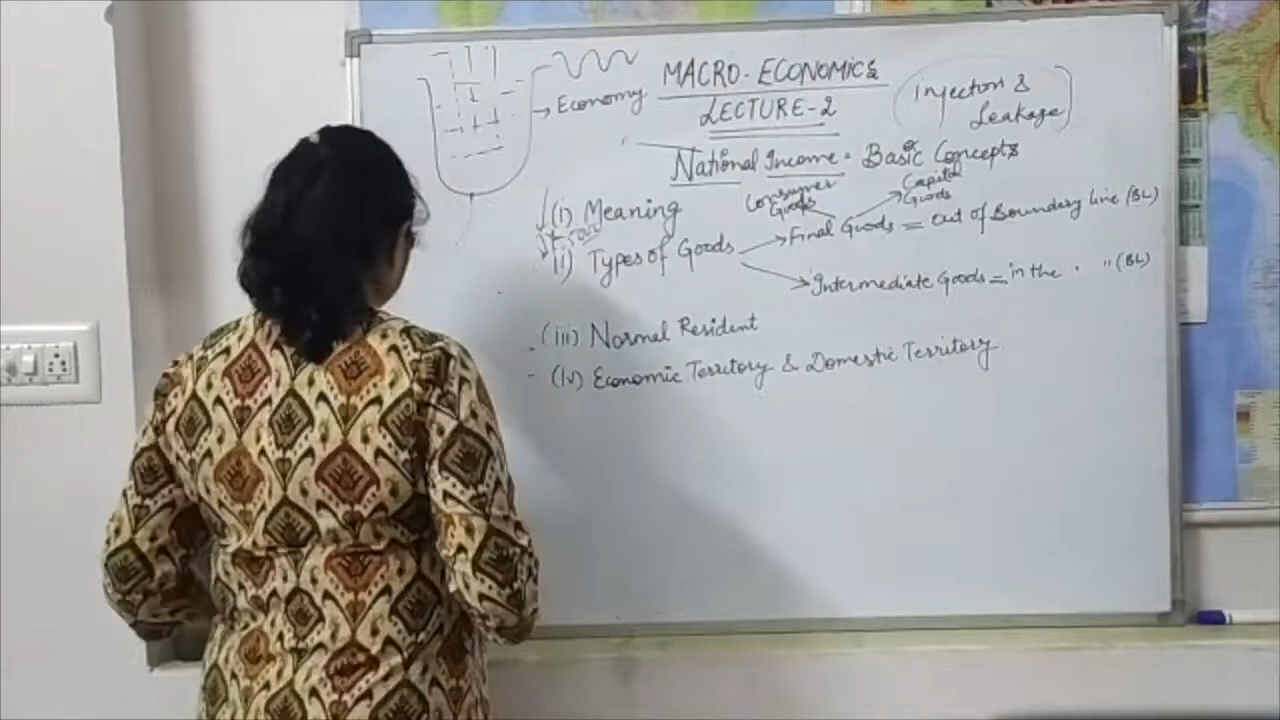 MACRO-ECONOMICS
LECTURE-2
Injection &
Leakage
→ Economy
National Income = Basic Concepts
(i) Meaning
Consumer
Goods
Capital
Goods
ii) Types of Goods
Final Goods = out of Boundary line (BL)
Intermediate Goods = in the " (BL)
(iii) Normal Resident
(iv) Economic Territory & Domestic Territory